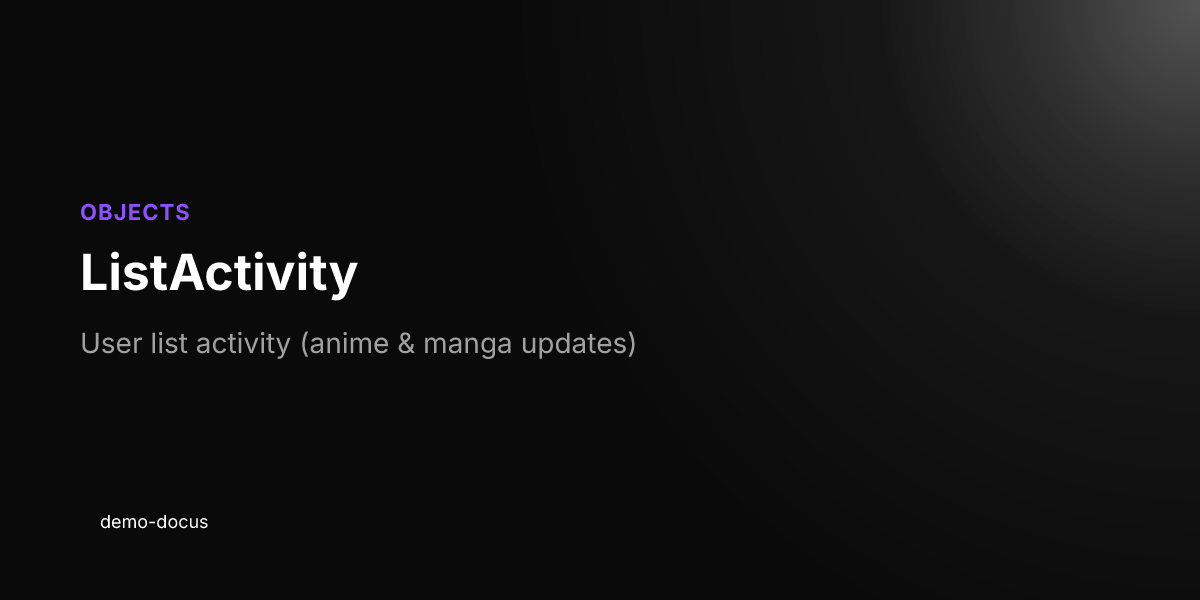 OBJECTS
ListActivity
User list activity (anime & manga updates)
demo-docus